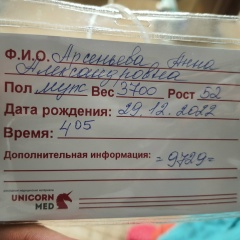 Ф.И.О. Арсеньева Анна
Александровна
Пол муж Вес 3700 Рост 52
Дата рождения: 29.12.2022
Время: 4 05
Дополнительная информация: =9729=
UNICORN
MED